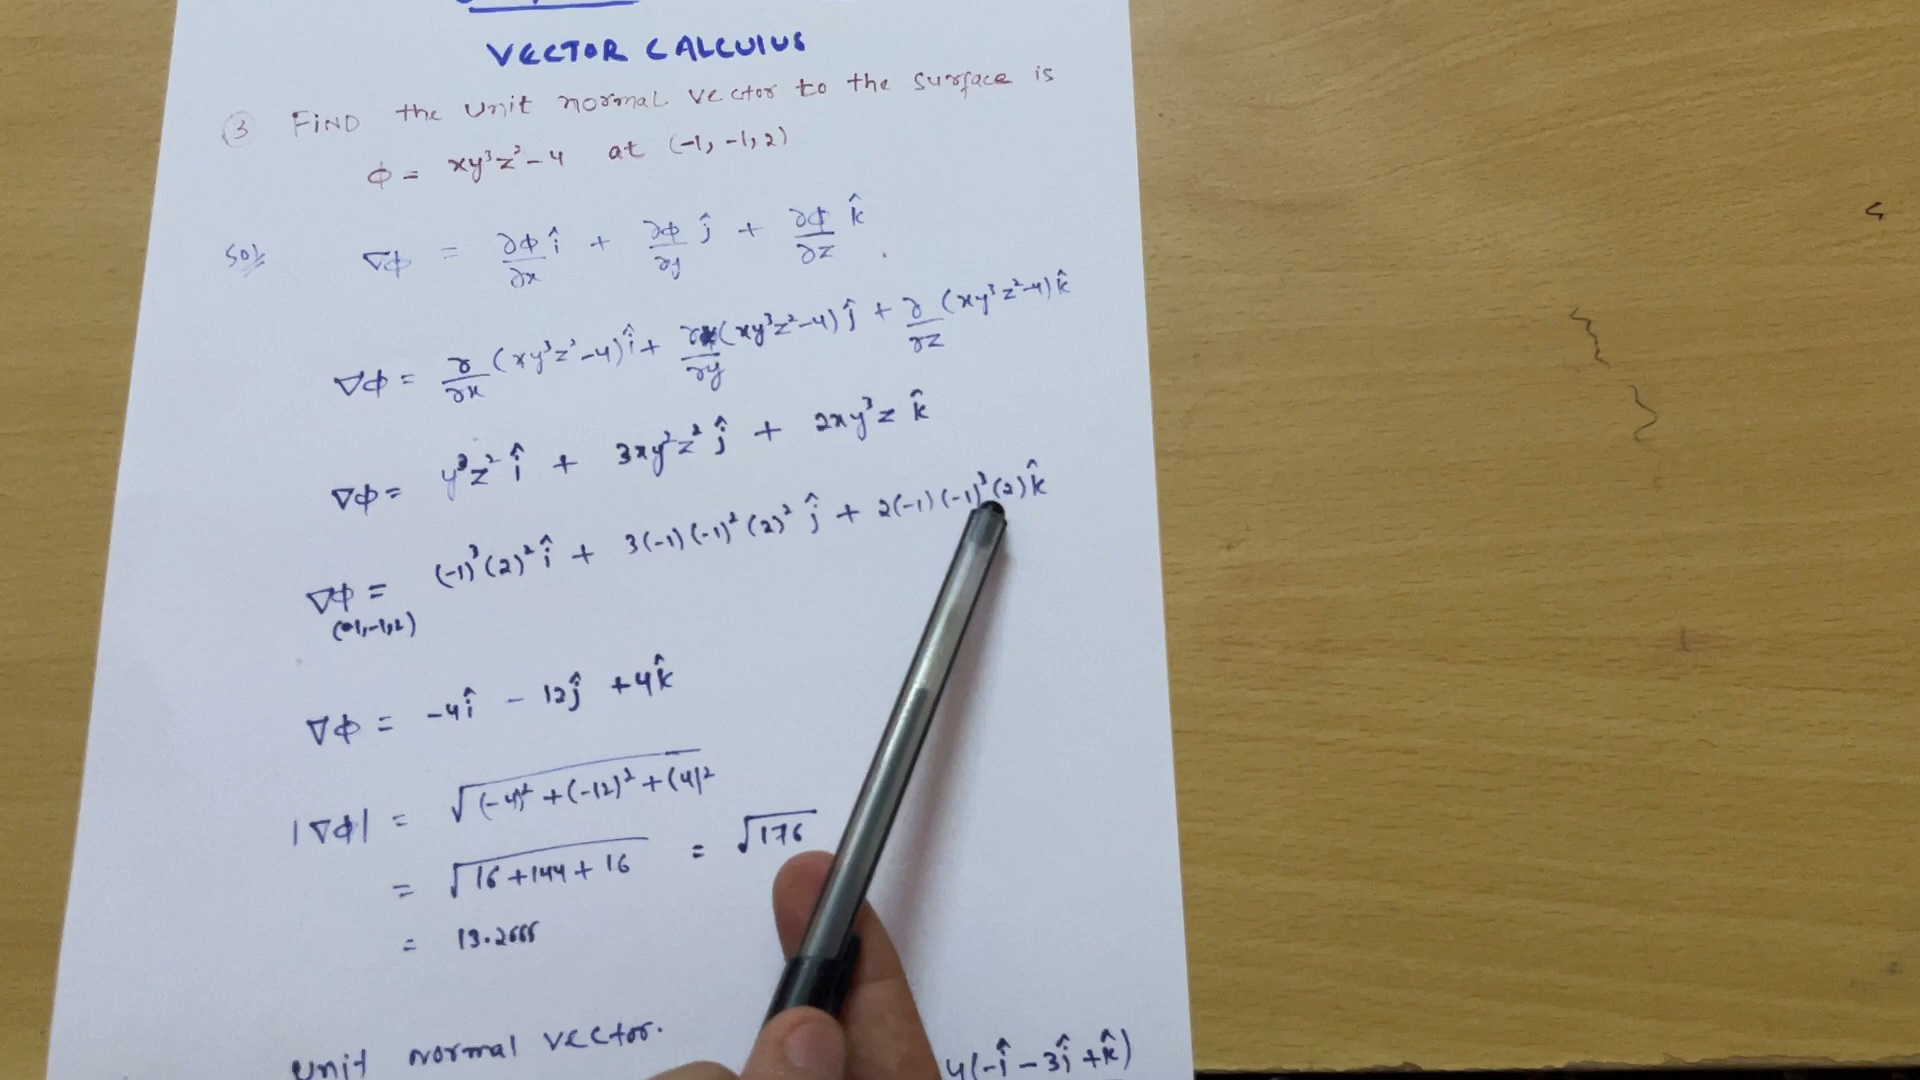 VECTOR CALCULUS
(3 FIND the unit normal vector to the surface is
ϕ = xy³z²-4 at (-1, -1, 2)
Sol ∇ϕ = ∂ϕ/∂x î + ∂ϕ/∂y ĵ + ∂ϕ/∂z k̂
∇ϕ = ∂/∂x (xy³z²-4) î + ∂/∂y (xy³z²-4) ĵ + ∂/∂z (xy³z²-4) k̂
∇ϕ = y³z² î + 3xy²z² ĵ + 2xy³z k̂
∇ϕ = (-1)³(2)² î + 3(-1)(-1)²(2)² ĵ + 2(-1)(-1)³(2) k̂
(-1,-1,2)
∇ϕ = -4î - 12ĵ + 4k̂
|∇ϕ| = √(-4)² + (-12)² + (4)²
= √16 + 144 + 16 = √176
= 13.2665
unit normal vector.
4(-î - 3ĵ + k̂)